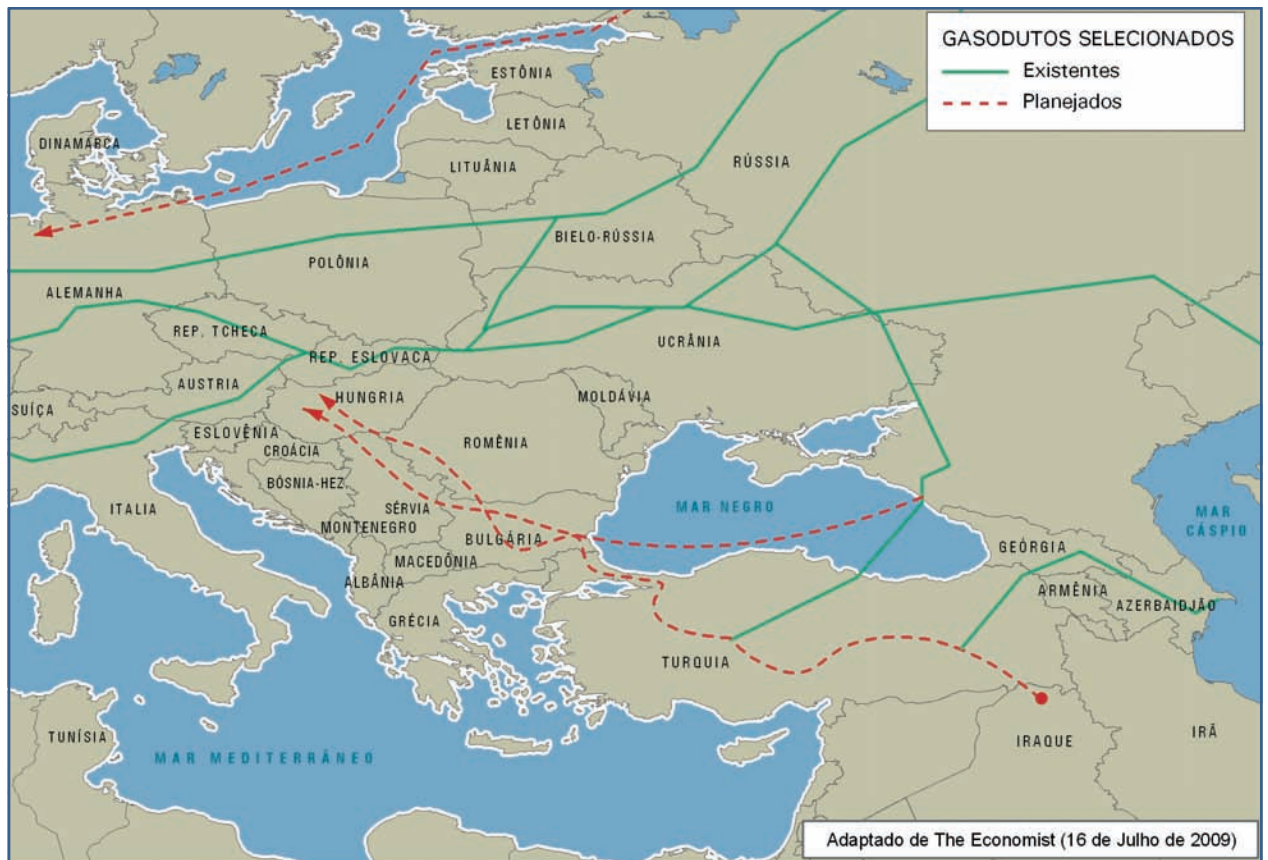 GASODUTOS SELECIONADOS
Existentes
Planejados
ESTÔNIA
LETÔNIA
DINAMARCA
LITUÂNIA
RÚSSIA
BIELO-RÚSSIA
POLÔNIA
ALEMANHA
REP. TCHECA
UCRÂNIA
REP. ESLOVACA
AUSTRIA
HUNGRIA
MOLDÁVIA
SUÍÇA
ESLOVÊNIA
ROMÊNIA
CROÁCIA
BÓSNIA-HEZ.
ITALIA
SÉRVIA
MAR NEGRO
MAR
CÁSPIO
MONTENEGRO
BULGÁRIA
GEÓRGIA
MACEDÔNIA
ALBÂNIA
ARMÊNIA
AZERBAIDJÃO
GRÉCIA
TURQUIA
TUNÍSIA
IRAQUE
IRÃ
MAR MEDITERRÂNEO
Adaptado de The Economist (16 de Julho de 2009)